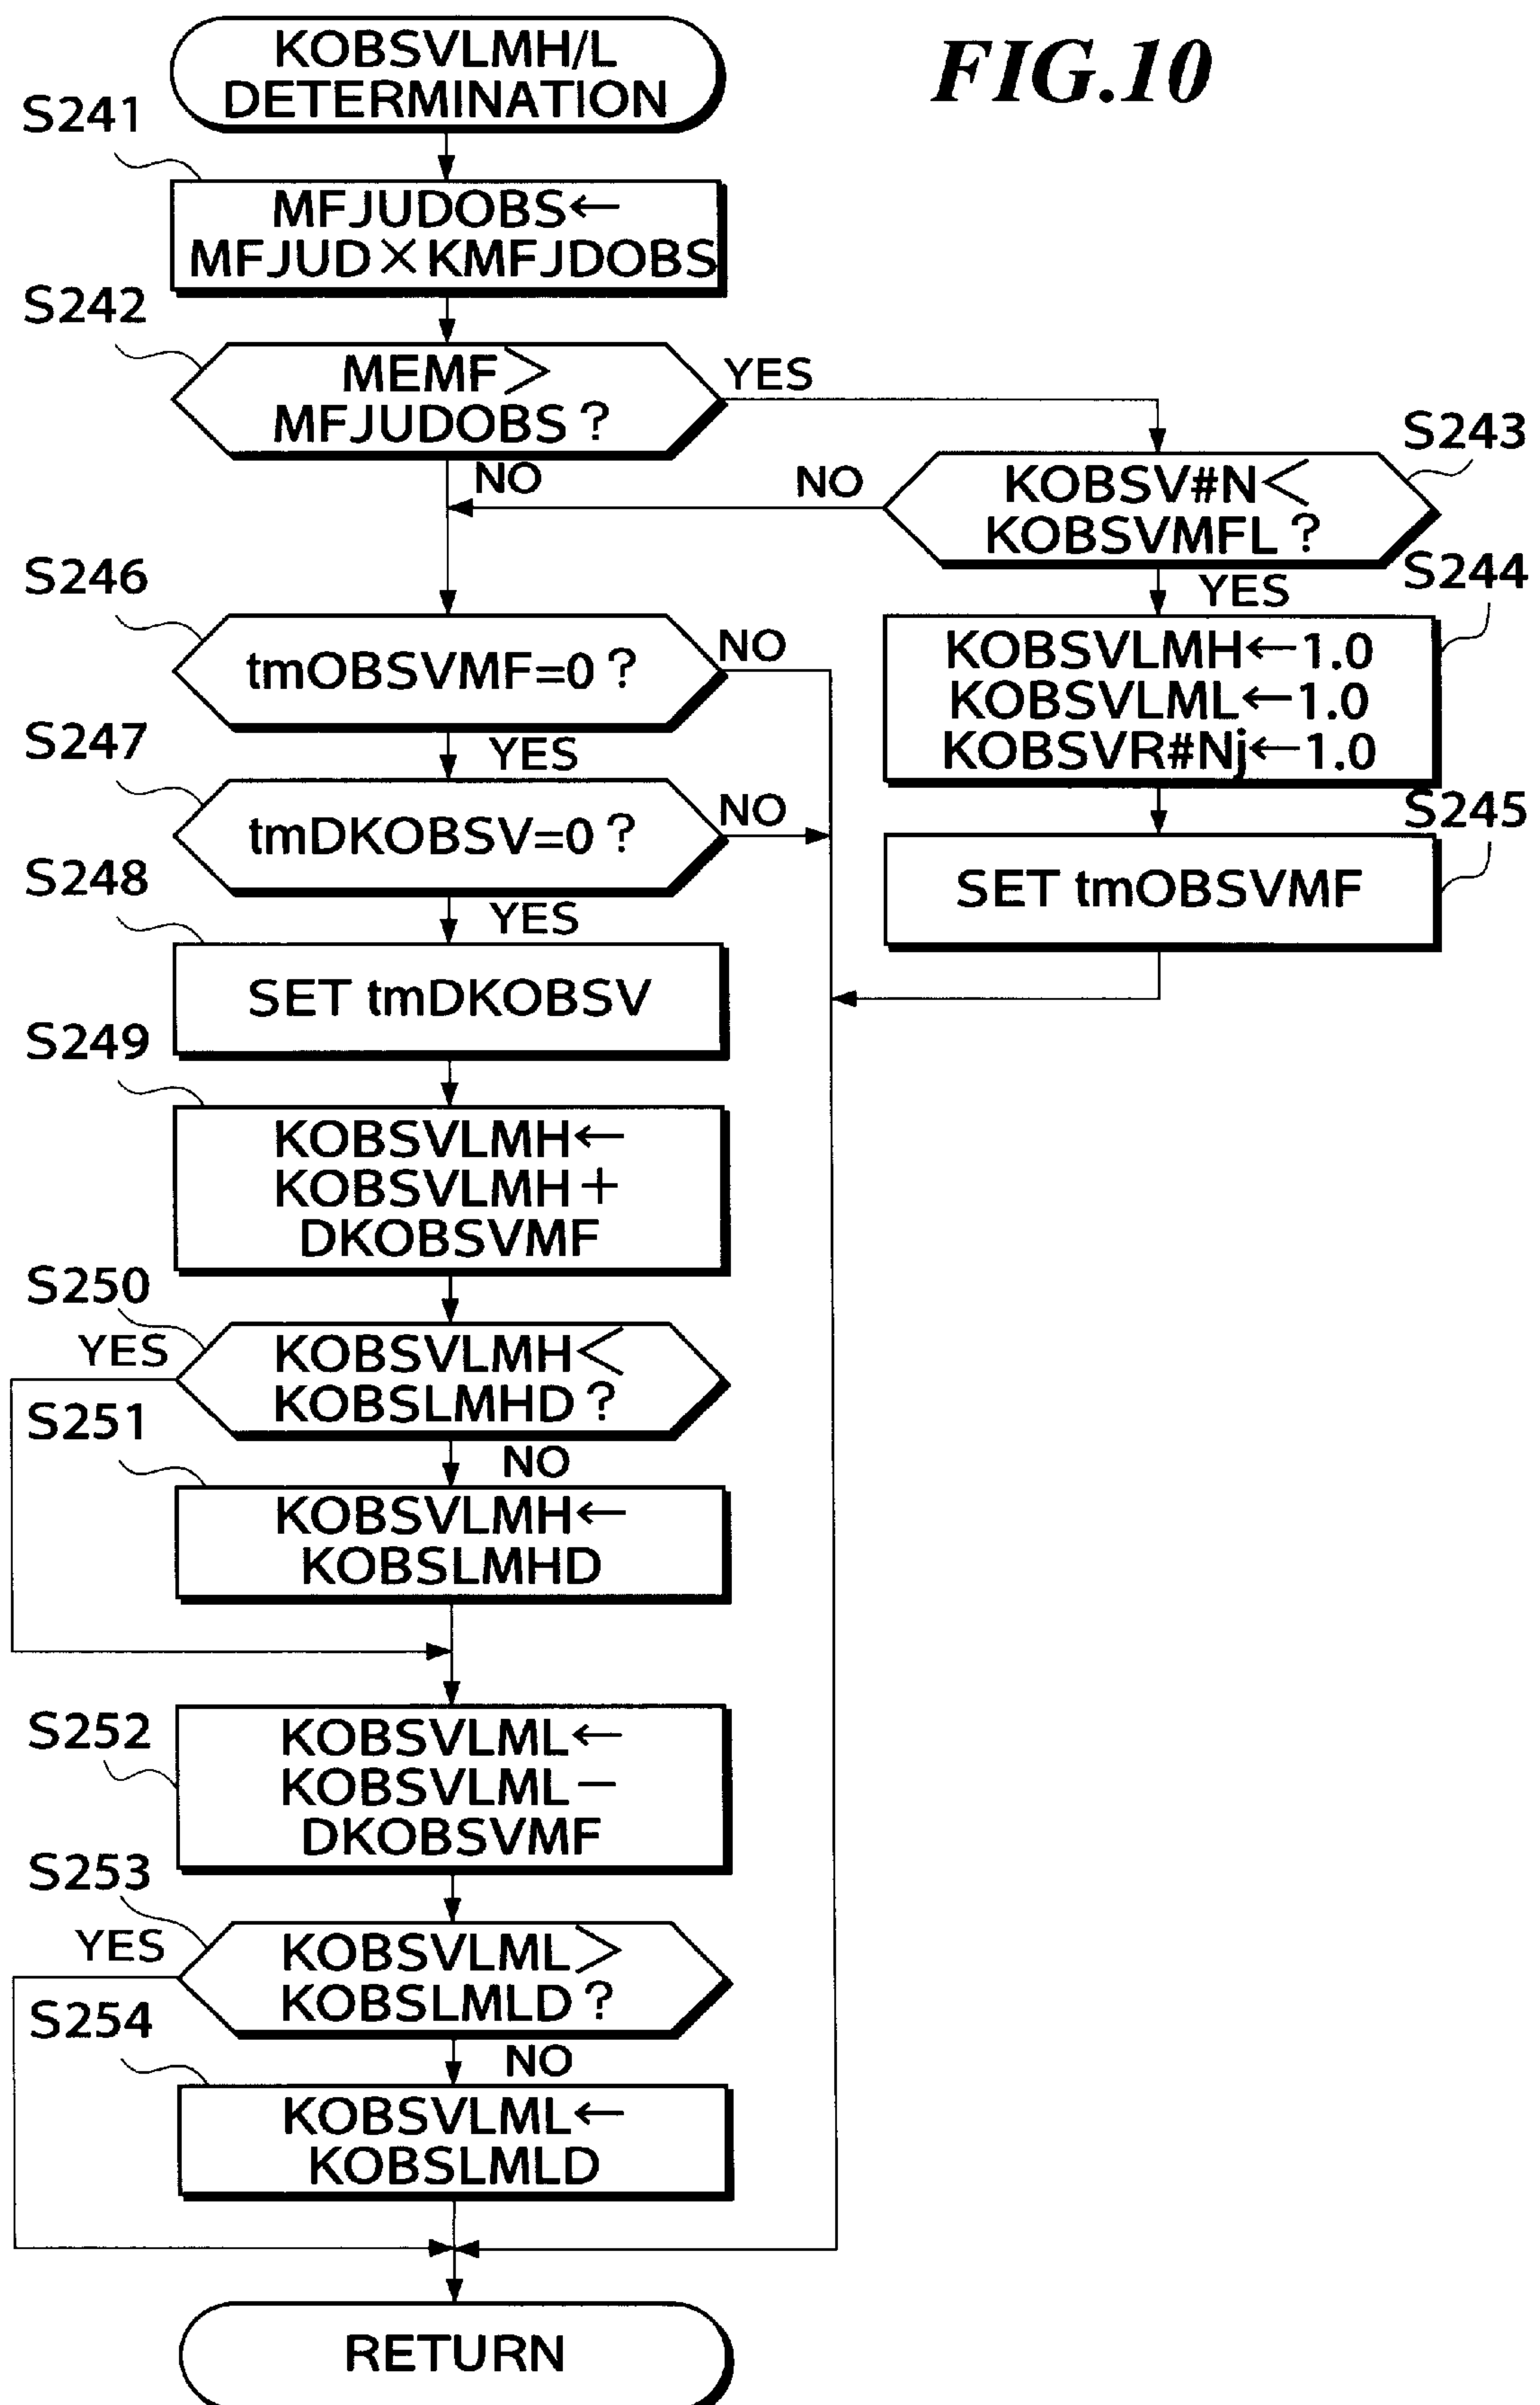 KOBSVLMH/L
DETERMINATION
FIG.10
S241
MFJUDOBS←
MFJUD×KMFJDOBS
S242
MEMF>
MFJUDOBS?
YES
NO
S243
KOBSV#N<
KOBSVMFL?
NO
YES
S244
KOBSVLMH←1.0
KOBSVLML←1.0
KOBSVR#Nj←1.0
S245
SET tmOBSVMF
S246
tmOBSVMF=0?
NO
YES
S247
tmDKOBSV=0?
NO
YES
S248
SET tmDKOBSV
S249
KOBSVLMH←
KOBSVLMH+
DKOBSVMF
S250
YES
KOBSVLMH<
KOBSLMHD?
NO
S251
KOBSVLMH←
KOBSLMHD
S252
KOBSVLML←
KOBSVLML−
DKOBSVMF
S253
YES
KOBSVLML>
KOBSLMLD?
NO
S254
KOBSVLML←
KOBSLMLD
RETURN